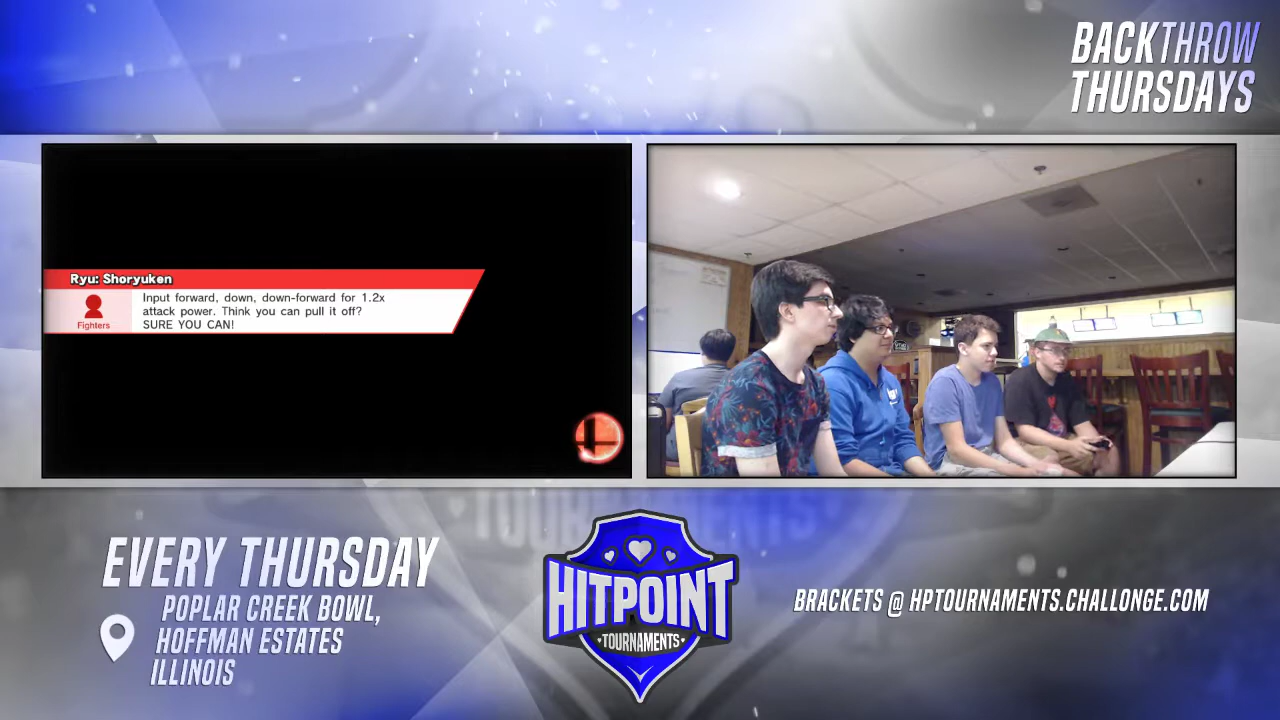 BACKTHROW
THURSDAYS
Ryu: Shoryuken
Input forward, down, down-forward for 1.2x
attack power. Think you can pull it off?
SURE YOU CAN!
Fighters
TOURNAMENTS
EVERY THURSDAY
POPLAR CREEK BOWL,
HOFFMAN ESTATES
ILLINOIS
HITPOINT
•TOURNAMENTS•
BRACKETS @ HPTOURNAMENTS.CHALLONGE.COM